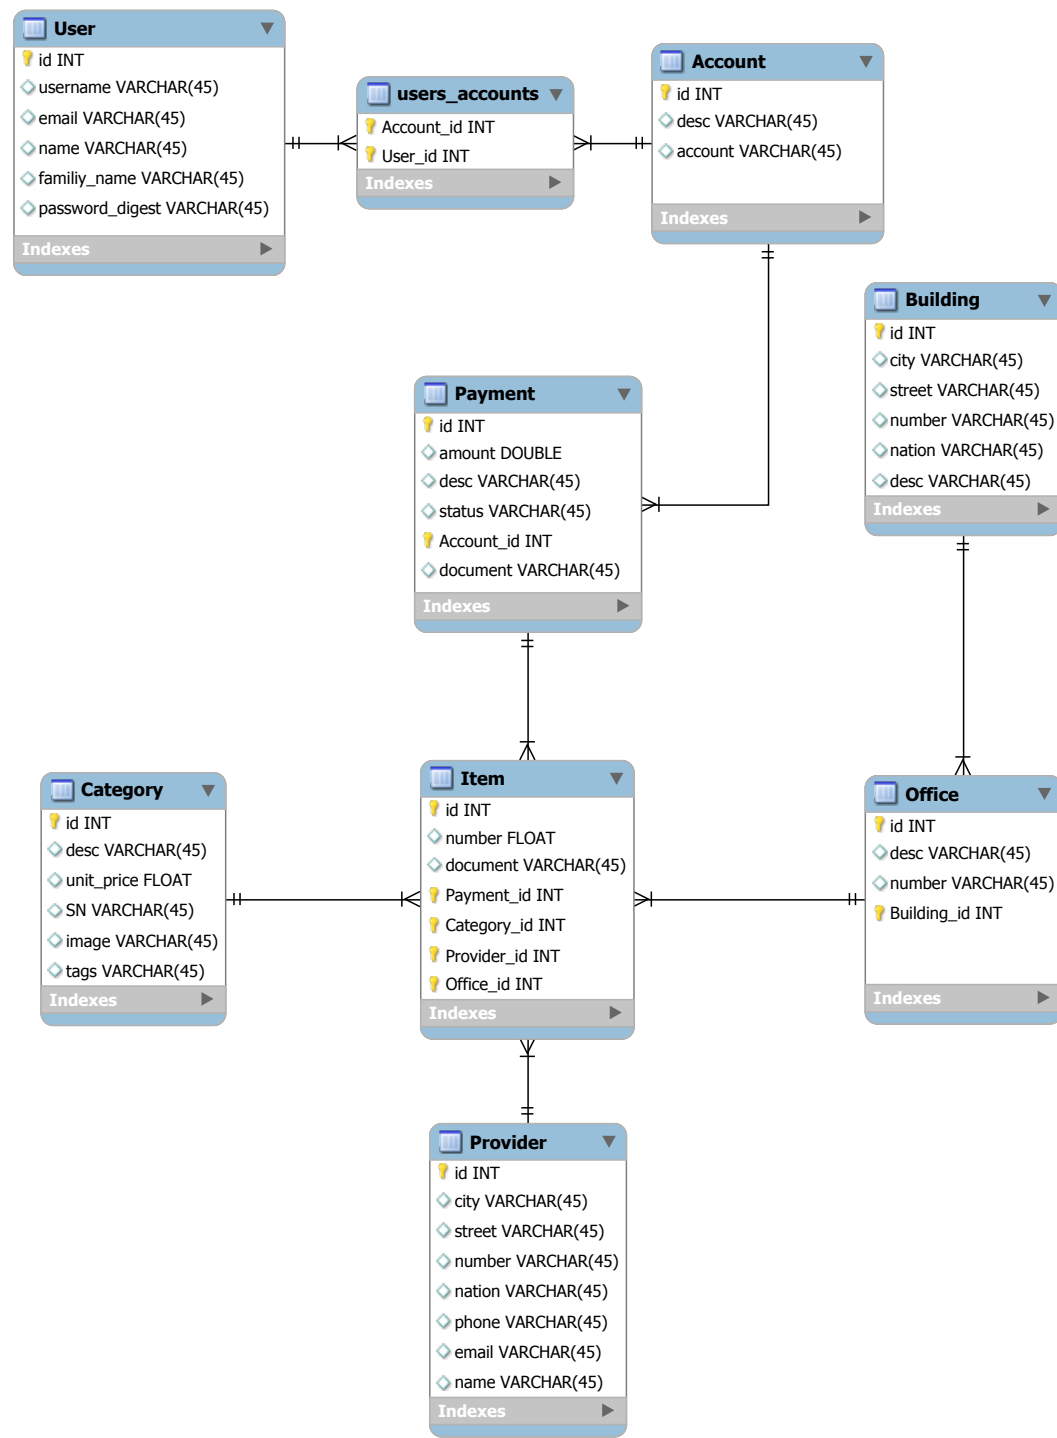 User
id INT
username VARCHAR(45)
email VARCHAR(45)
name VARCHAR(45)
familiy_name VARCHAR(45)
password_digest VARCHAR(45)
Indexes
users_accounts
Account_id INT
User_id INT
Indexes
Account
id INT
desc VARCHAR(45)
account VARCHAR(45)
Indexes
Building
id INT
city VARCHAR(45)
street VARCHAR(45)
number VARCHAR(45)
nation VARCHAR(45)
desc VARCHAR(45)
Indexes
Payment
id INT
amount DOUBLE
desc VARCHAR(45)
status VARCHAR(45)
Account_id INT
document VARCHAR(45)
Indexes
Category
id INT
desc VARCHAR(45)
unit_price FLOAT
SN VARCHAR(45)
image VARCHAR(45)
tags VARCHAR(45)
Indexes
Item
id INT
number FLOAT
document VARCHAR(45)
Payment_id INT
Category_id INT
Provider_id INT
Office_id INT
Indexes
Office
id INT
desc VARCHAR(45)
number VARCHAR(45)
Building_id INT
Indexes
Provider
id INT
city VARCHAR(45)
street VARCHAR(45)
number VARCHAR(45)
nation VARCHAR(45)
phone VARCHAR(45)
email VARCHAR(45)
name VARCHAR(45)
Indexes